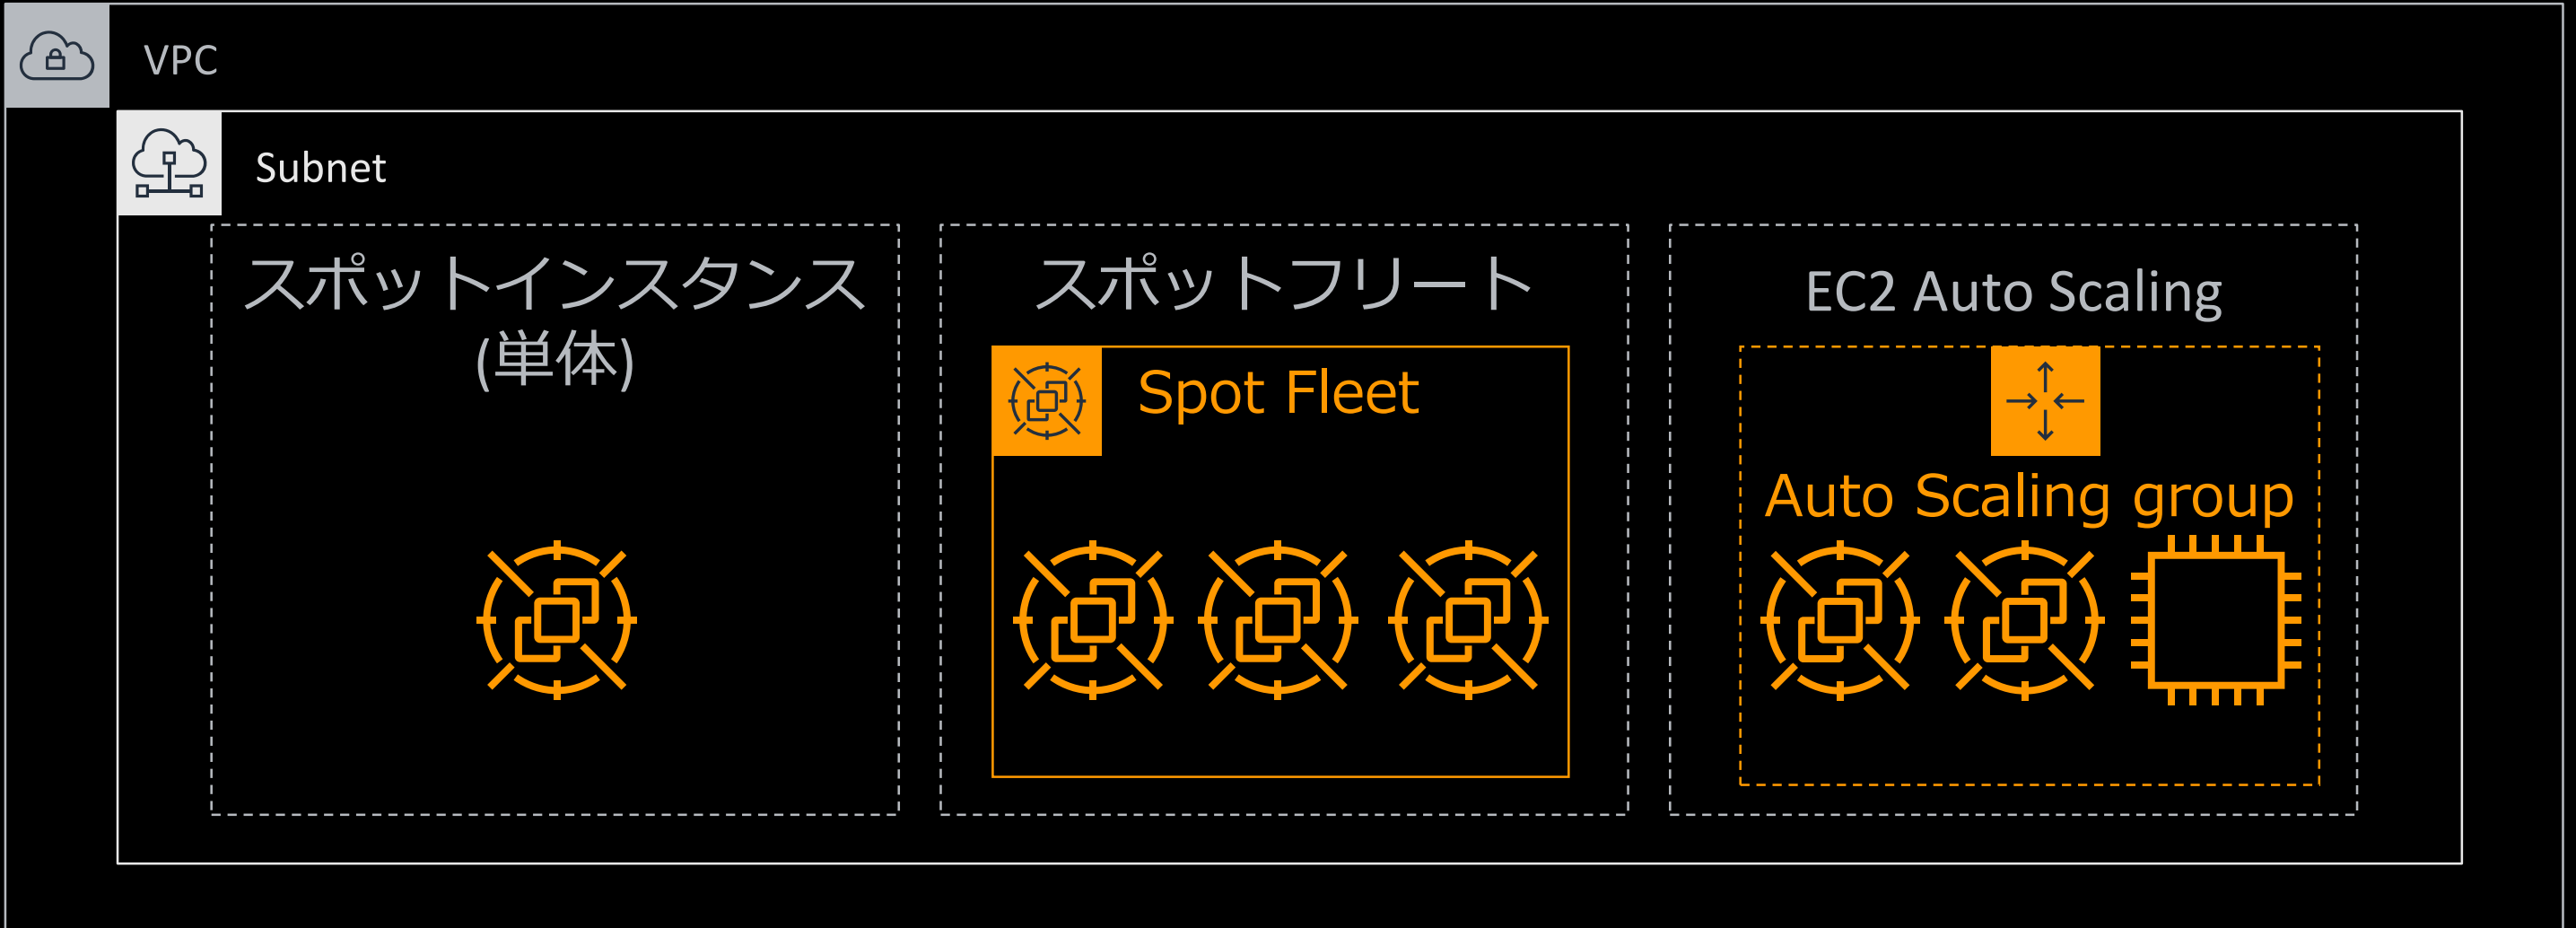 VPC
Subnet
スポットインスタンス
(単体)
スポットフリート
Spot Fleet
EC2 Auto Scaling
Auto Scaling group